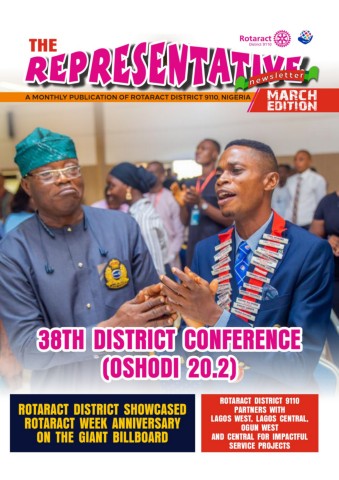 Rotaract
District 9110
THE
REPRESENTATIVE
newsletter
A MONTHLY PUBLICATION OF ROTARACT DISTRICT 9110, NIGERIA
MARCH
EDITION
38TH DISTRICT CONFERENCE
(OSHODI 20.2)
ROTARACT DISTRICT SHOWCASED
ROTARACT WEEK ANNIVERSARY
ON THE GIANT BILLBOARD
ROTARACT DISTRICT 9110
PARTNERS WITH
LAGOS WEST, LAGOS CENTRAL,
OGUN WEST
AND CENTRAL FOR IMPACTFUL
SERVICE PROJECTS